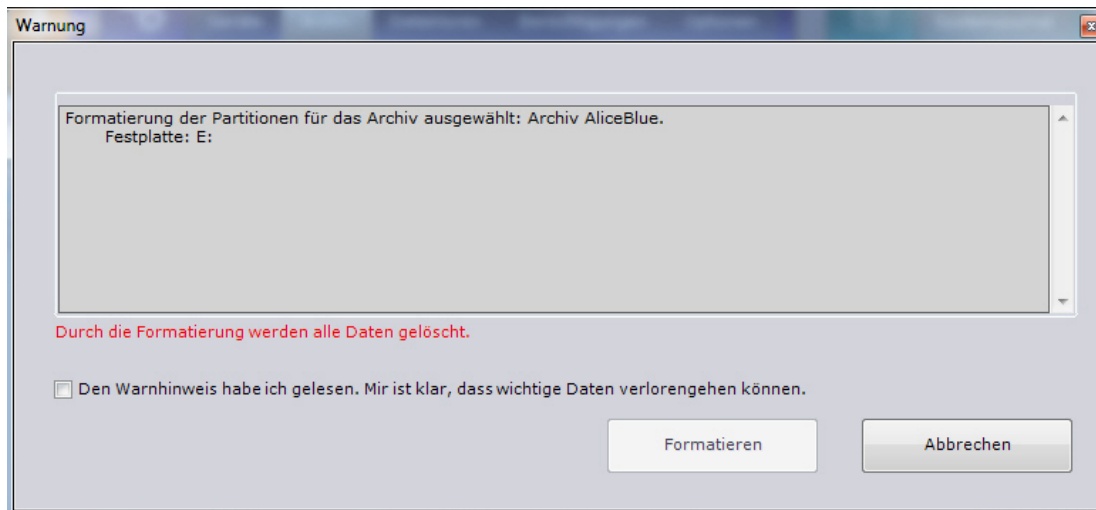 Warnung
Formatierung der Partitionen für das Archiv ausgewählt: Archiv AliceBlue.
Festplatte: E:
Durch die Formatierung werden alle Daten gelöscht.
Den Warnhinweis habe ich gelesen. Mir ist klar, dass wichtige Daten verlorengehen können.
Formatieren
Abbrechen